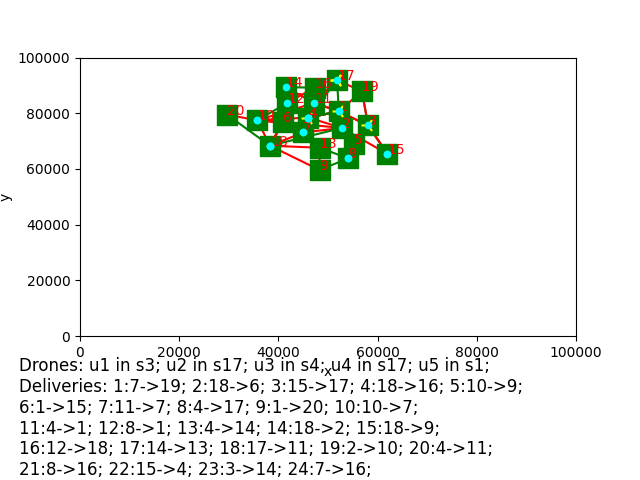 100000
80000
60000
40000
20000
0
y
0 20000 40000 60000 80000 100000
x
20
17
19
15
13
Drones: u1 in s3; u2 in s17; u3 in s4; u4 in s17; u5 in s1;
Deliveries: 1:7->19; 2:18->6; 3:15->17; 4:18->16; 5:10->9;
6:1->15; 7:11->7; 8:4->17; 9:1->20; 10:10->7;
11:4->1; 12:8->1; 13:4->14; 14:18->2; 15:18->9;
16:12->18; 17:14->13; 18:17->11; 19:2->10; 20:4->11;
21:8->16; 22:15->4; 23:3->14; 24:7->16;